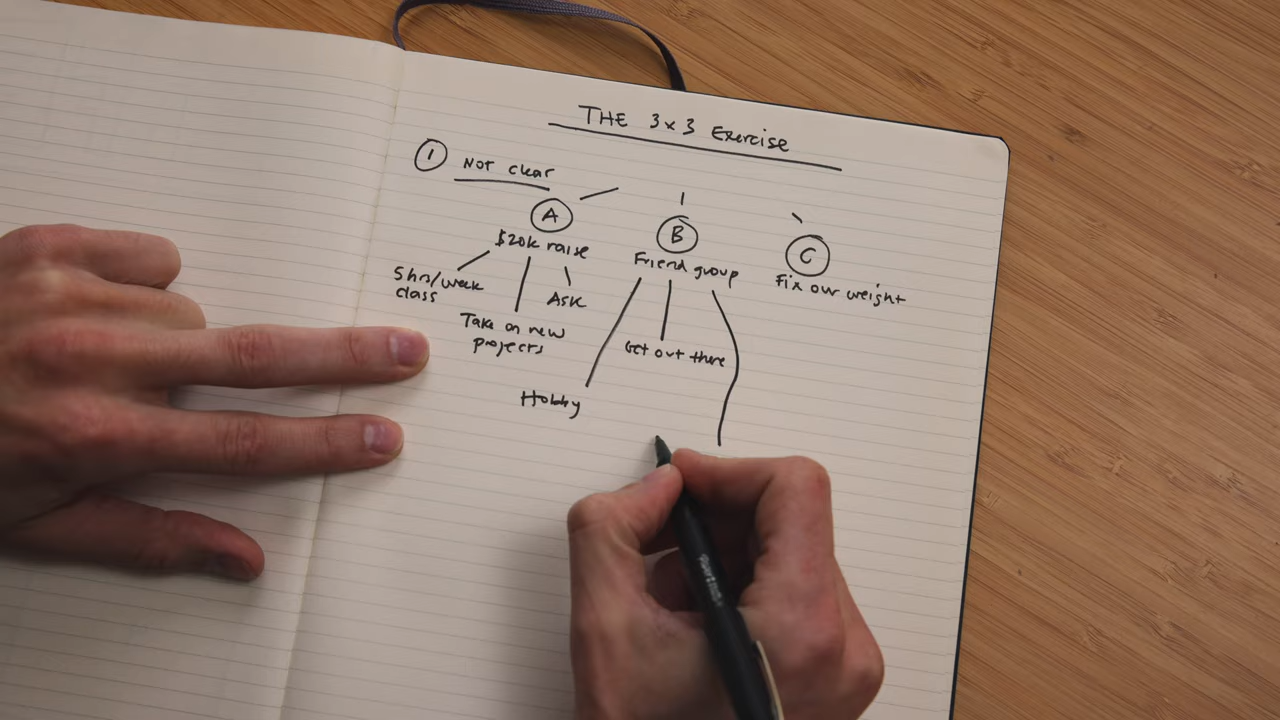 THE 3x3 Exercise
1 Not clear
A
$20k raise
5hrs/week
class
Take on new
projects
Ask
B
Friend group
Hobby
Get out there
C
Fix our weight